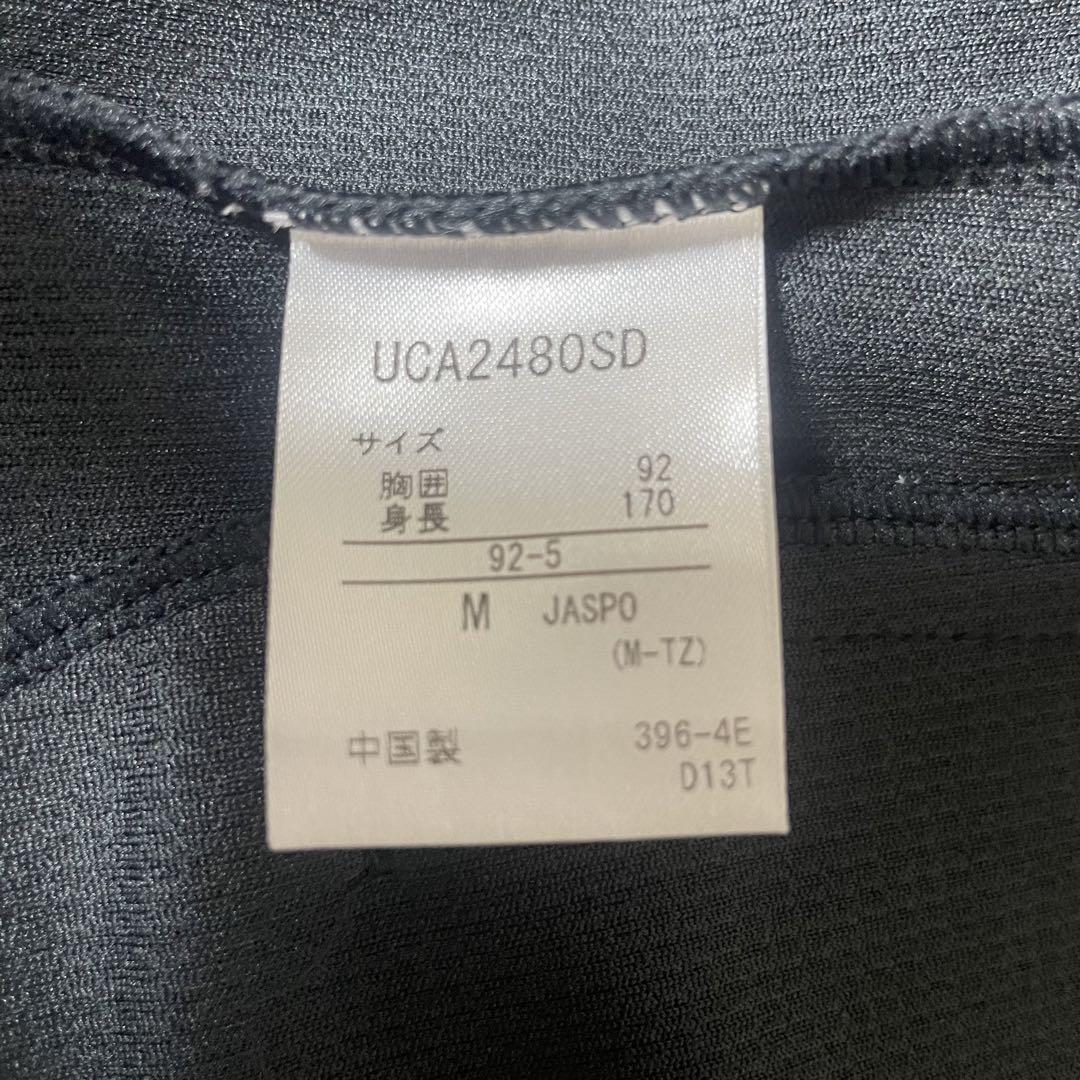 UCA2480SD
サイズ
胸囲 92
身長 170
92-5
M JASPO
(M-TZ)
中国製 396-4E
D13T